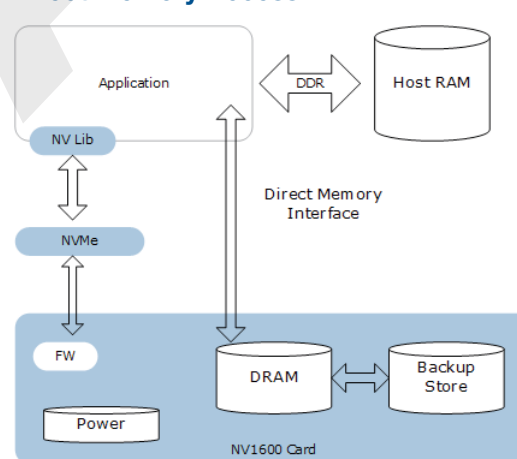 Application
DDR
Host RAM
NV Lib
Direct Memory
Interface
NVMe
FW
DRAM
Backup
Store
Power
NV1600 Card